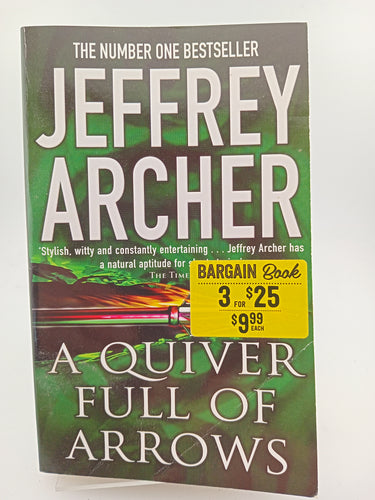 THE NUMBER ONE BESTSELLER
JEFFREY
ARCHER
'Stylish, witty and constantly entertaining . . . Jeffrey Archer has
a natural aptitude for
THE TIME
BARGAIN Book
3 FOR $25
$9.99 EACH
A QUIVER
FULL OF
ARROWS